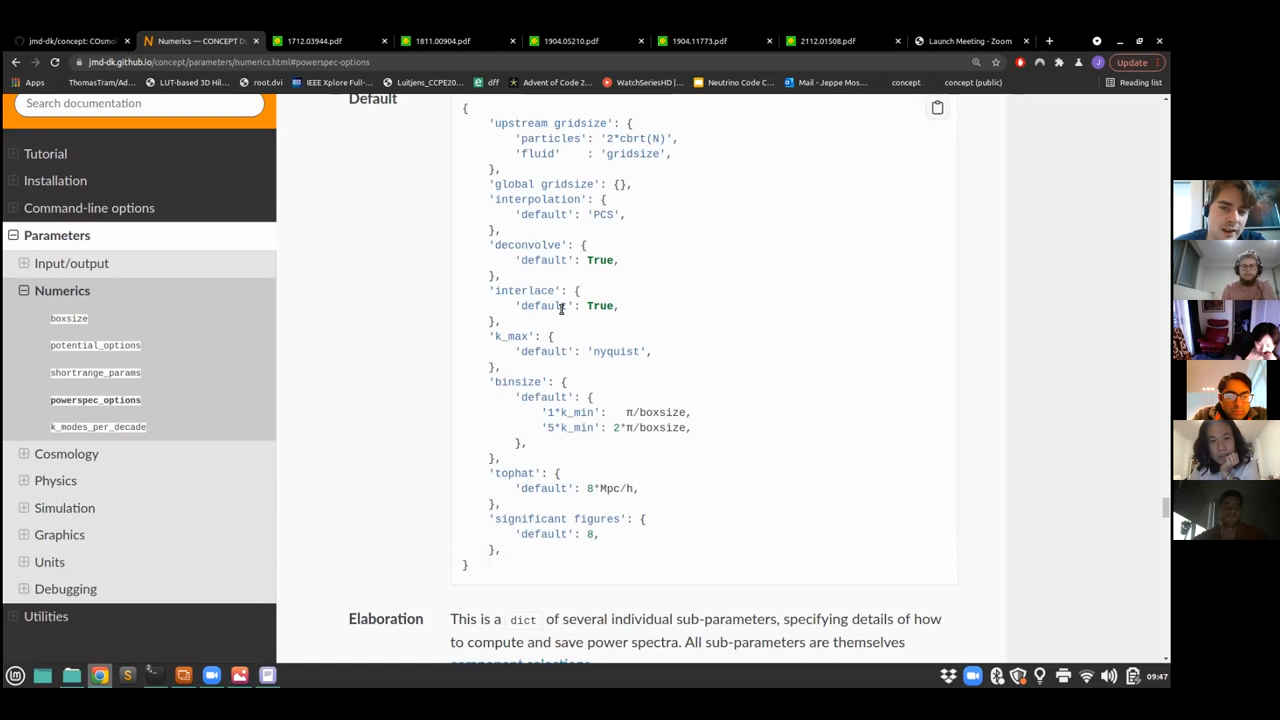 jmd-dk/concept: COsmo
Numerics — CONCEPT D
1712.03944.pdf
1811.00904.pdf
1904.05210.pdf
1904.11773.pdf
2112.01508.pdf
Launch Meeting - Zoom
jmd-dk.github.io/concept/parameters/numerics.html#powerspec-options
Update
Apps
ThomasTram/Ad...
LUT-based 3D Hil...
root.dvi
IEEE Xplore Full-...
Luitjens_CCPE20...
dff
Advent of Code 2...
WatchSeriesHD |...
Neutrino Code P...
Mail - Jeppe Mos...
concept
concept (public)
Reading list
Search documentation
Tutorial
Installation
Command-line options
Parameters
Input/output
Numerics
boxsize
potential_options
shortrange_params
powerspec_options
k_modes_per_decade
Cosmology
Physics
Simulation
Graphics
Units
Debugging
Utilities
Default
{
'upstream gridsize': {
'particles': '2*cbrt(N)',
'fluid'    : 'gridsize',
},
'global gridsize': {},
'interpolation': {
'default': 'PCS',
},
'deconvolve': {
'default': True,
},
'interlace': {
'default': True,
},
'k_max': {
'default': 'nyquist',
},
'binsize': {
'default': {
'1*k_min':   π/boxsize,
'5*k_min': 2*π/boxsize,
},
},
'tophat': {
'default': 8*Mpc/h,
},
'significant figures': {
'default': 8,
},
}
Elaboration
This is a dict of several individual sub-parameters, specifying details of how
to compute and save power spectra. All sub-parameters are themselves
component selections.
09:47